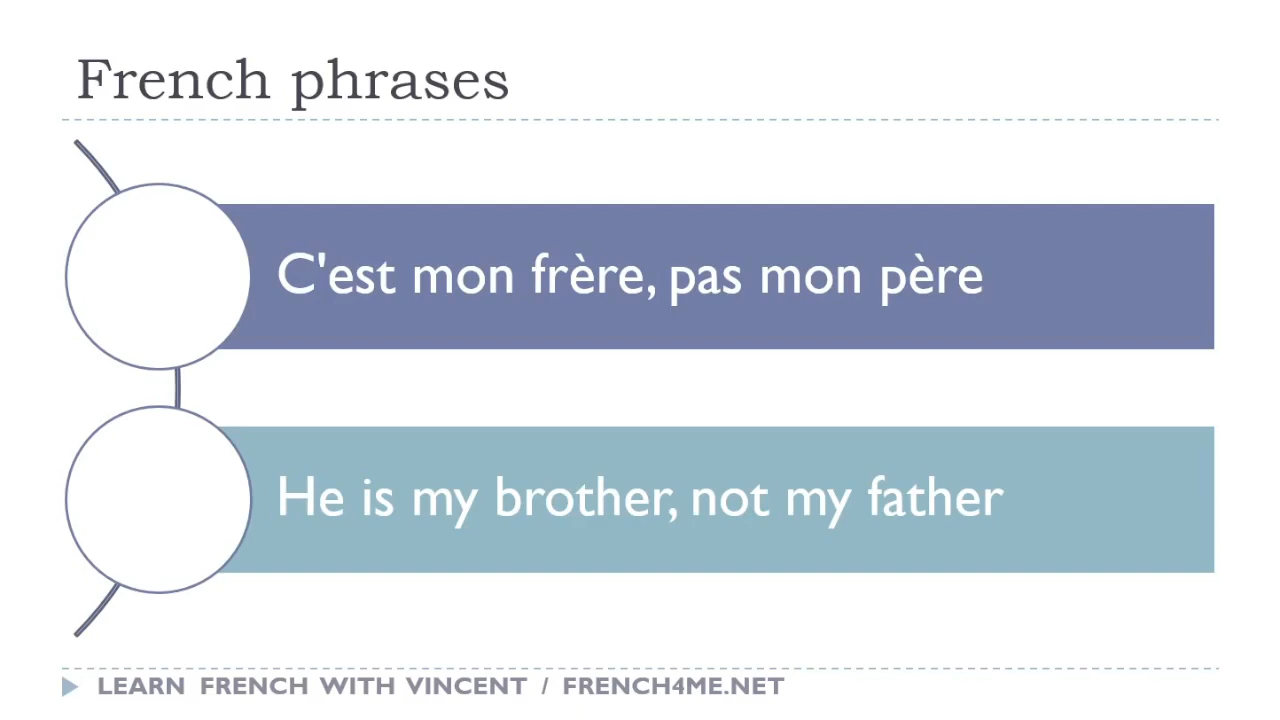 French phrases
C'est mon frère, pas mon père
He is my brother, not my father
LEARN FRENCH WITH VINCENT / FRENCH4ME.NET